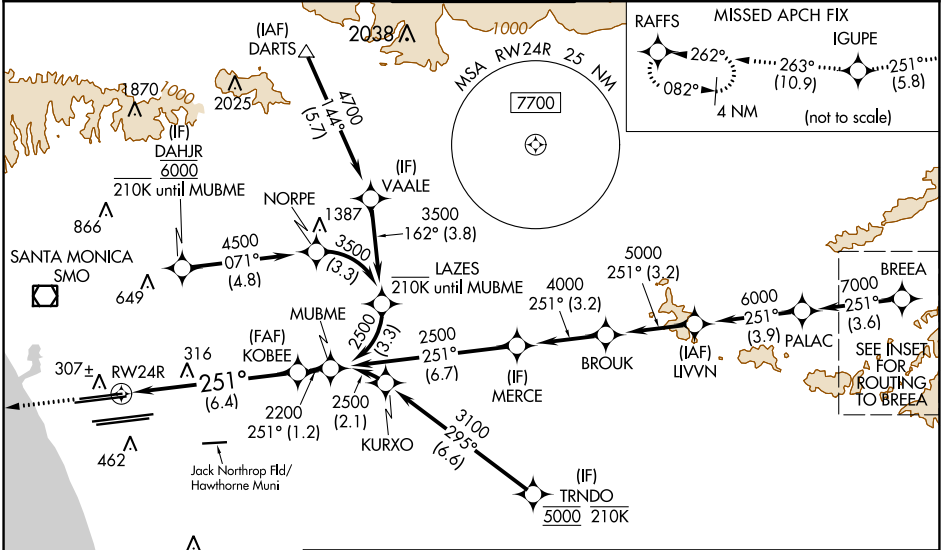 (IAF)
DARTS
2038
1000
MSA RW24R 25 NM
7700
RAFFS
MISSED APCH FIX
IGUPE
262°
263°
(10.9)
251°
(5.8)
082°
4 NM
(not to scale)
1870
1000
2025
4700
144°
(5.7)
(IF)
DAHJR
6000
210K until MUBME
(IF)
VAALE
NORPE
1387
3500
162° (3.8)
866
SANTA MONICA
SMO
649
4500
071°
(4.8)
3500
(3.3)
LAZES
210K until MUBME
5000
251° (3.2)
4000
251° (3.2)
BREEA
7000
251°
(3.6)
6000
251°
(3.9)
PALAC
MUBME
2500
(3.3)
(FAF)
KOBEE
2500
251°
(6.7)
BROUK
(IAF)
LIVVN
SEE INSET
FOR
ROUTING
TO BREEA
307±
316
RW24R
251°
(6.4)
(IF)
MERCE
2200
251° (1.2)
2500
(2.1)
KURXO
3100
295°
(6.6)
462
Jack Northrop Fld/
Hawthorne Muni
(IF)
TRNDO
5000 210K